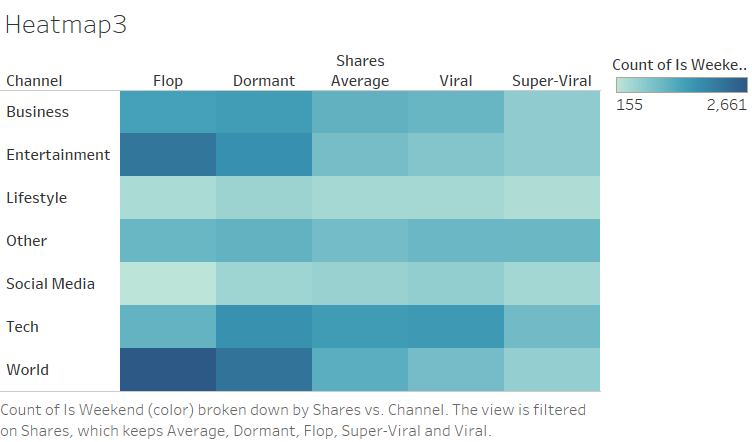 Heatmap3
Shares
Channel Flop Dormant Average Viral Super-Viral
Business
Entertainment
Lifestyle
Other
Social Media
Tech
World
Count of Is Weeke..
155 2,661
Count of Is Weekend (color) broken down by Shares vs. Channel. The view is filtered
on Shares, which keeps Average, Dormant, Flop, Super-Viral and Viral.